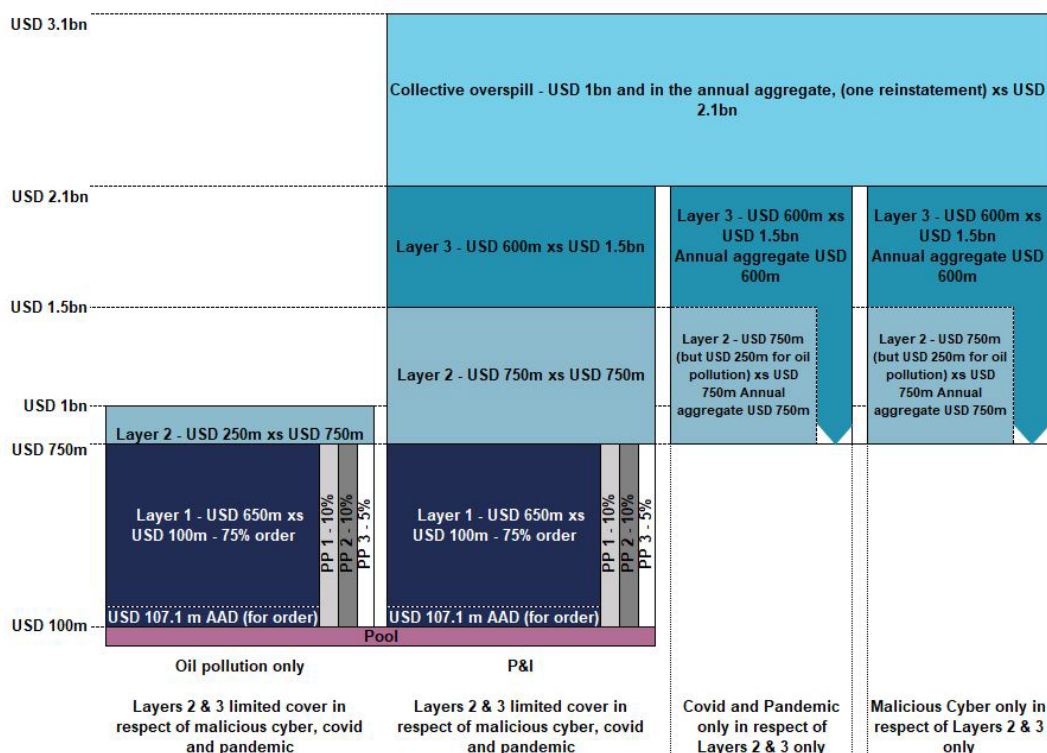 USD 3.1bn
Collective overspill - USD 1bn and in the annual aggregate, (one reinstatement) xs USD
2.1bn
USD 2.1bn
Layer 3 - USD 600m xs USD 1.5bn
Layer 3 - USD 600m xs
USD 1.5bn
Annual aggregate USD
600m
Layer 3 - USD 600m xs
USD 1.5bn
Annual aggregate USD
600m
USD 1.5bn
Layer 2 - USD 750m xs USD 750m
Layer 2 - USD 750m
(but USD 250m for oil
pollution) xs USD
750m Annual
aggregate USD 750m
Layer 2 - USD 750m
(but USD 250m for oil
pollution) xs USD
750m Annual
aggregate USD 750m
USD 1bn
Layer 2 - USD 250m xs USD 750m
USD 750m
Layer 1 - USD 650m xs
USD 100m - 75% order
PP 1 - 10%
PP 2 - 10%
PP 3 - 5%
Layer 1 - USD 650m xs
USD 100m - 75% order
PP 1 - 10%
PP 2 - 10%
PP 3 - 5%
USD 107.1 m AAD (for order)
USD 107.1 m AAD (for order)
USD 100m
Pool
Oil pollution only
P&I
Layers 2 & 3 limited cover in
respect of malicious cyber, covid
and pandemic
Layers 2 & 3 limited cover in
respect of malicious cyber, covid
and pandemic
Covid and Pandemic
only in respect of
Layers 2 & 3 only
Malicious Cyber only in
respect of Layers 2 & 3
only